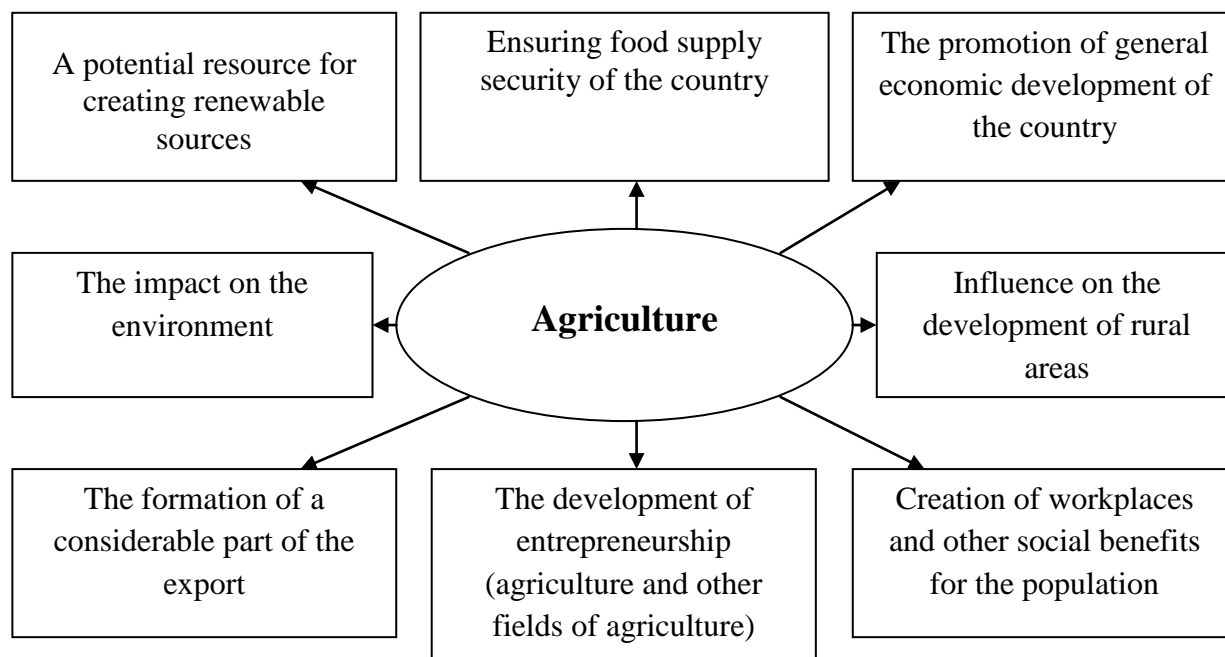 A potential resource for
creating renewable
sources
Ensuring food supply
security of the country
The promotion of general
economic development of
the country
The impact on the
environment
Agriculture
Influence on the
development of rural
areas
The formation of a
considerable part of the
export
The development of
entrepreneurship
(agriculture and other
fields of agriculture)
Creation of workplaces
and other social benefits
for the population